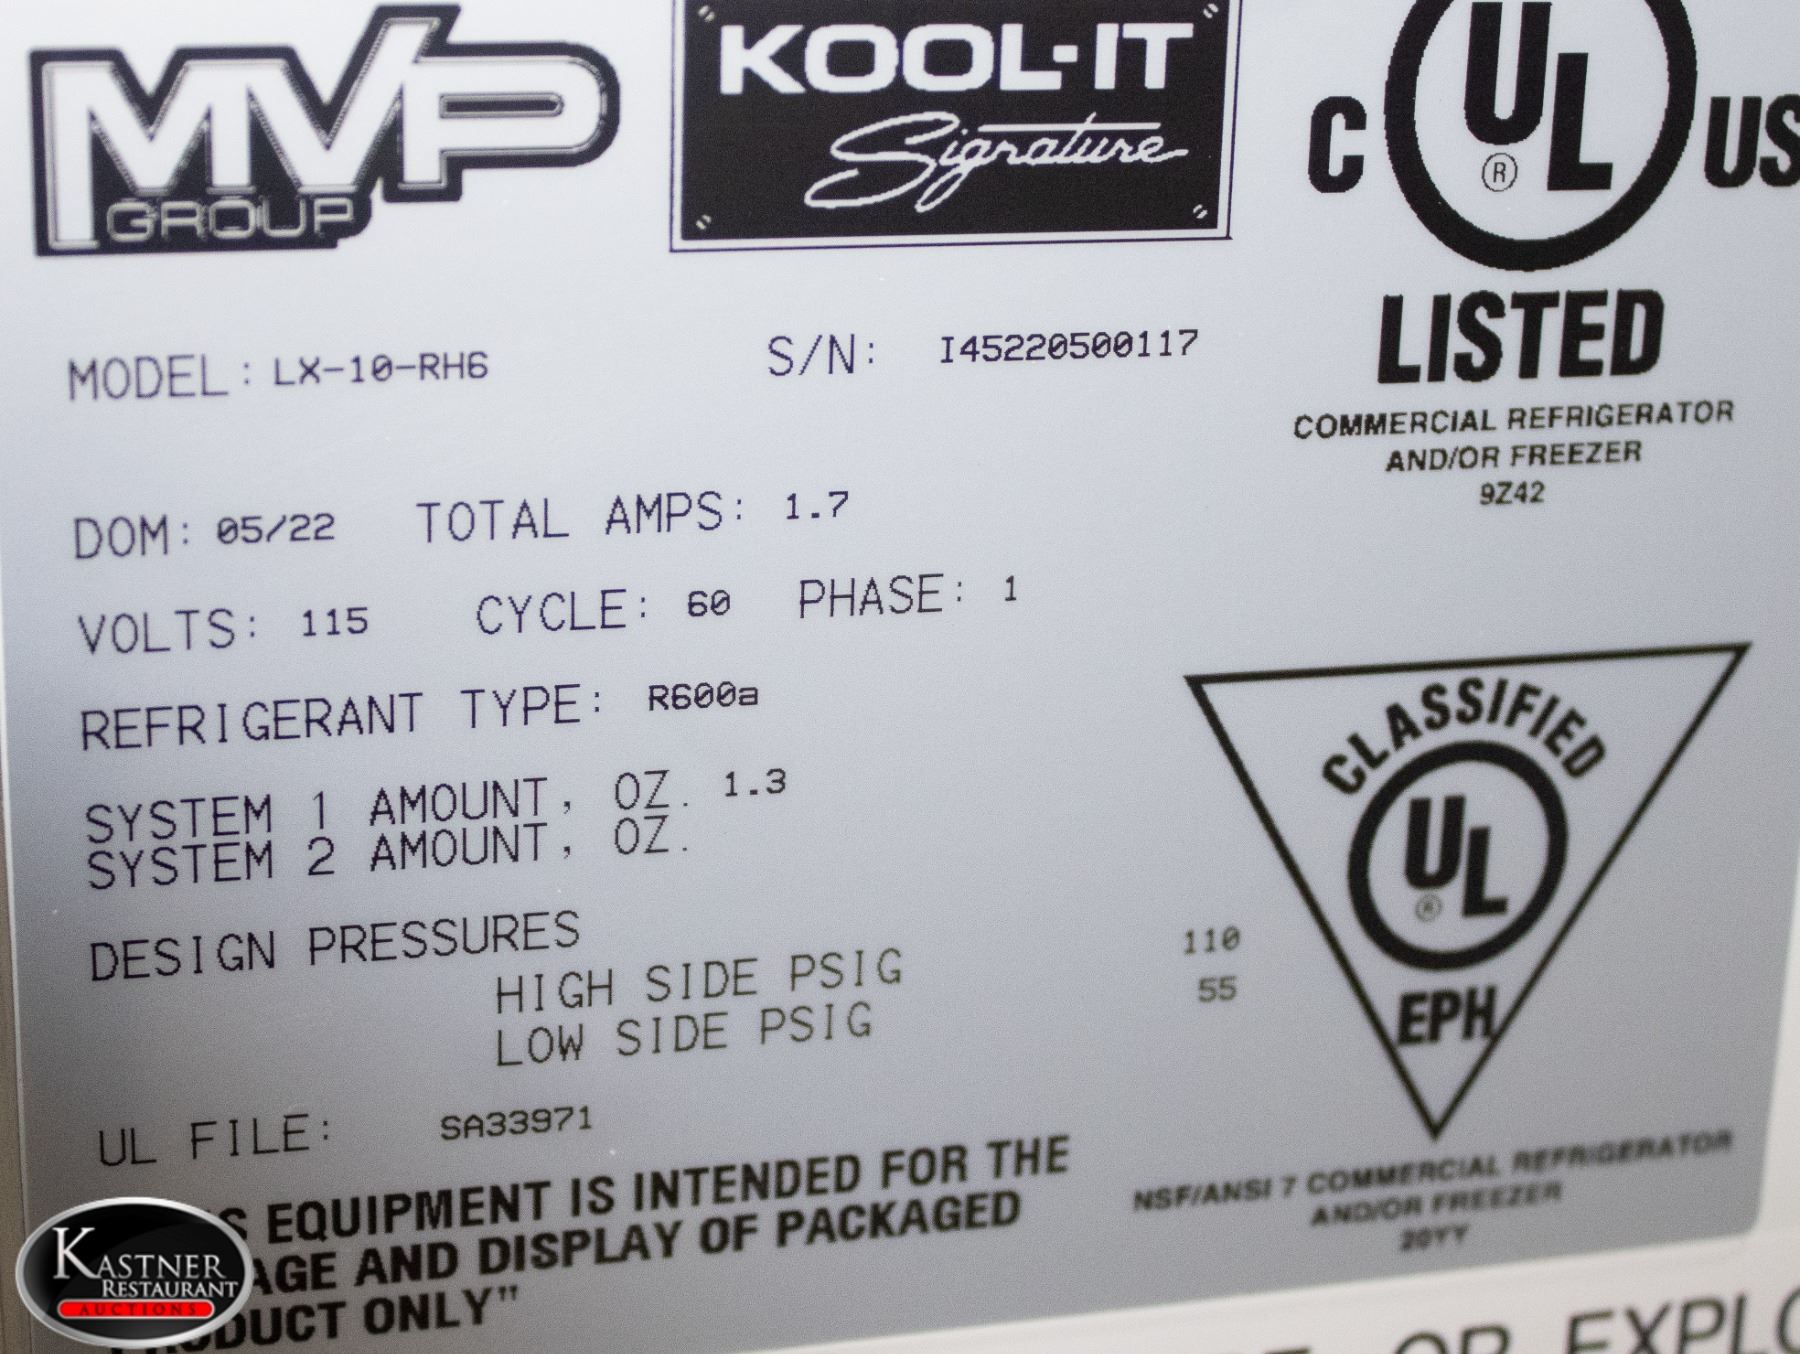 MVP
GROUP
KOOL-IT
Signature
C UL US
®
LISTED
COMMERCIAL REFRIGERATOR
AND/OR FREEZER
9Z42
MODEL: LX-10-RH6 S/N: I45220500117
DOM: 05/22 TOTAL AMPS: 1.7
VOLTS: 115 CYCLE: 60 PHASE: 1
REFRIGERANT TYPE: R600a
SYSTEM 1 AMOUNT, OZ. 1.3
SYSTEM 2 AMOUNT, OZ.
DESIGN PRESSURES
HIGH SIDE PSIG 110
LOW SIDE PSIG 55
UL FILE: SA33971
CLASSIFIED
UL
®
EPH
NSF/ANSI 7 COMMERCIAL REFRIGERATOR
AND/OR FREEZER
20YY
S EQUIPMENT IS INTENDED FOR THE
AGE AND DISPLAY OF PACKAGED
DUCT ONLY"
OR EXPLO
KASTNER
RESTAURANT
AUCTIONS